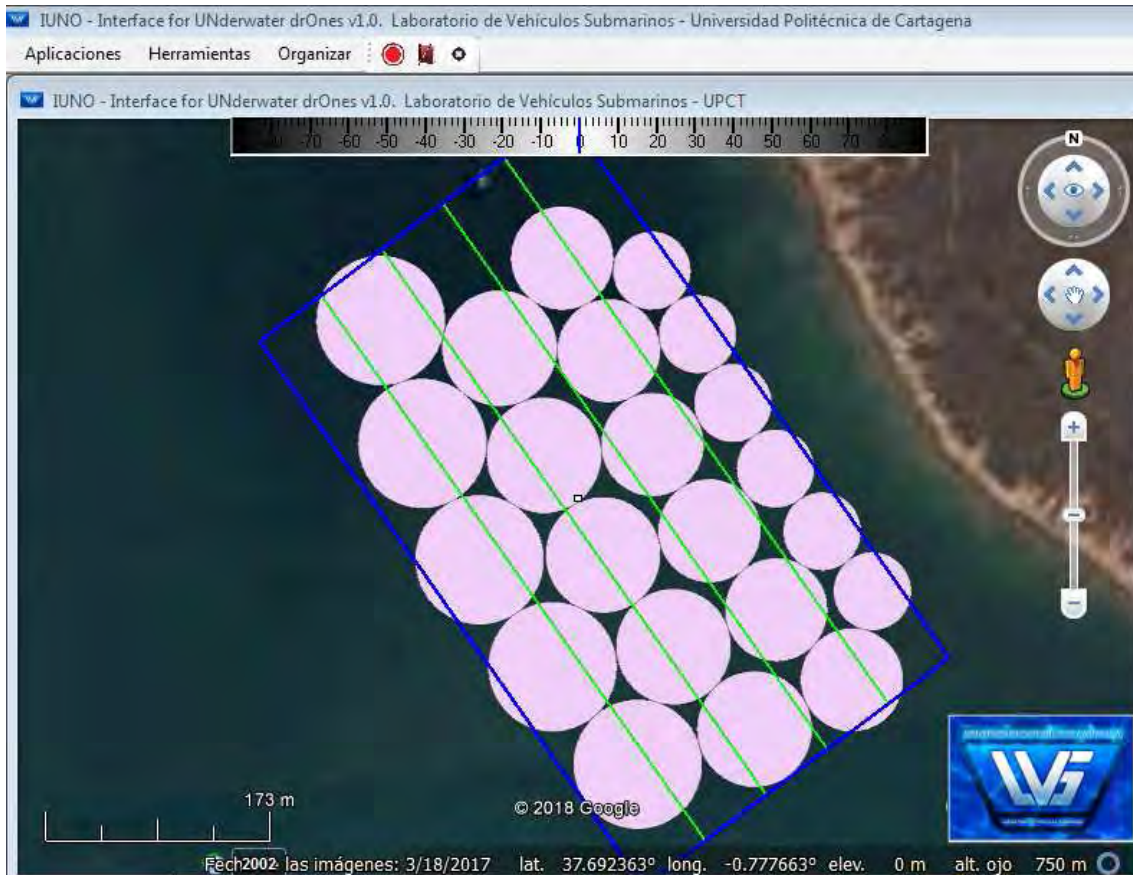 IUNO - Interface for UNderwater drOnes v1.0. Laboratorio de Vehículos Submarinos - Universidad Politécnica de Cartagena
Aplicaciones Herramientas Organizar
IUNO - Interface for UNderwater drOnes v1.0. Laboratorio de Vehículos Submarinos - UPCT
-70 -60 -50 -40 -30 -20 -10 0 10 20 30 40 50 60 70
N
173 m
© 2018 Google
2002 las imágenes: 3/18/2017 lat. 37.692363° long. -0.777663° elev. 0 m alt. ojo 750 m